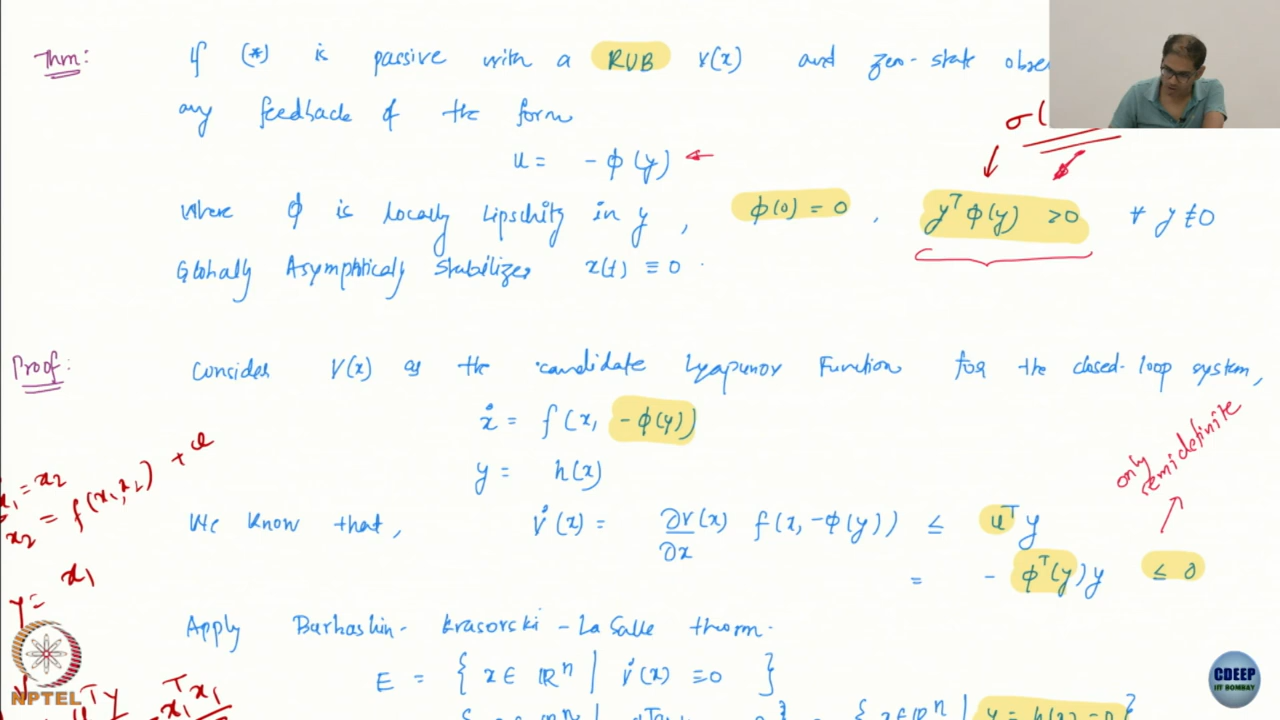 Thm: If (*) is passive with a RUB V(x) and zero-state obse
any feedback of the form
σ(
u = - φ(y) ←
where φ is locally Lipschitz in y, φ(0) = 0, yᵀφ(y) >0 ∀ y ≠0
Globally Asymptotically stabilizes x(t) ≡ 0.
Proof: Consider V(x) as the candidate Lyapunov Function for the closed-loop system,
ẋ = f(x, -φ(y))
y = h(x)
only semidefinite
ẋ₁ = x₂
ẋ₂ = f(x₁,x₂) + u
y = x₁
We know that, V̇(x) = ∂V(x)/∂x f(x, -φ(y)) ≤ uᵀy
= - φᵀ(y)y ≤ 0
Apply Barbashin-Krasovski-LaSalle theorem.
E = { x ∈ ℝⁿ | V̇(x) ≡0 }
y = h(x) = 0
NPTEL
CDEEP
IIT BOMBAY